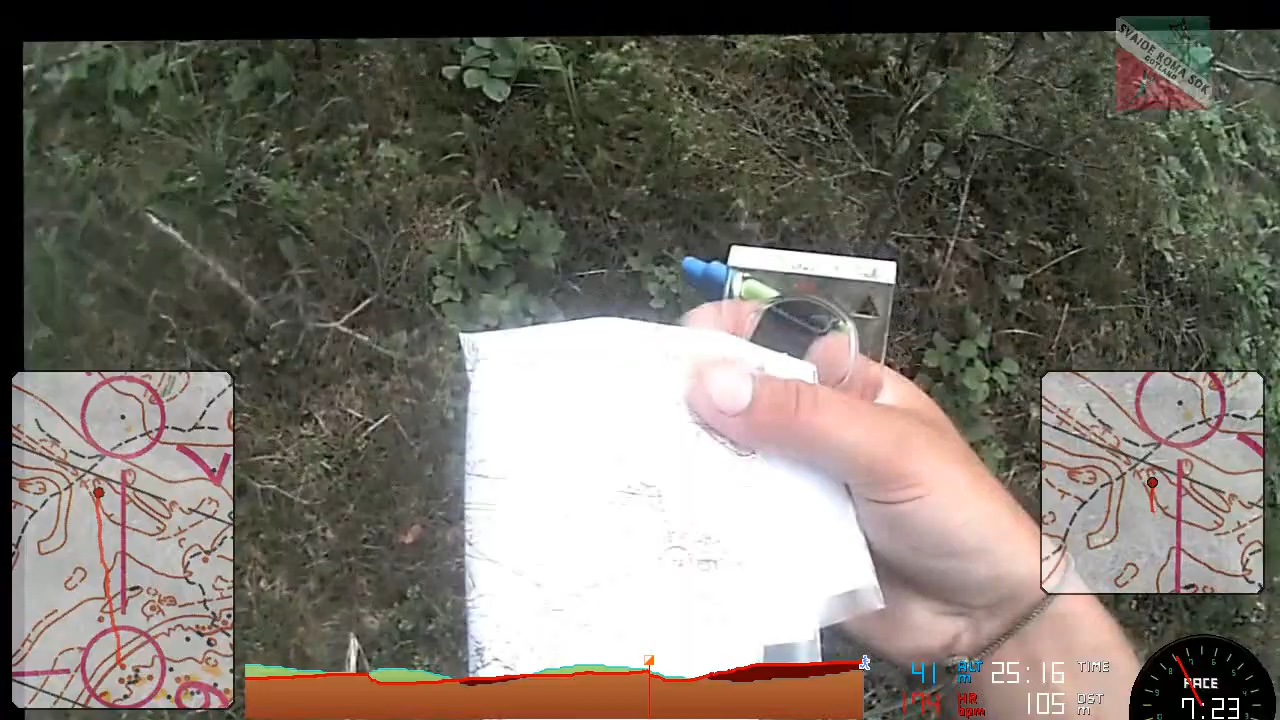 SVAIDE ROMA SOK
GOTLAND
41 ALT m 25:16 TIME
174 HR bpm 105 DST m
PACE
7:23